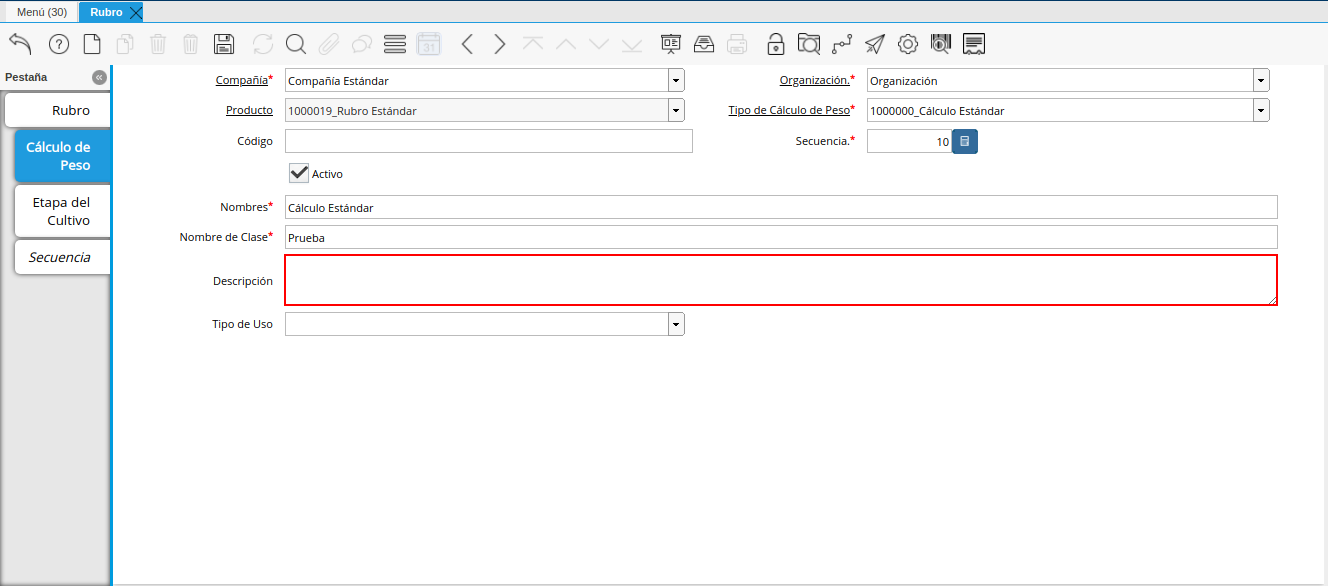 Menú (30)
Rubro
31
Pestaña
Rubro
Cálculo de
Peso
Etapa del
Cultivo
Secuencia
Compañía* Compañía Estándar
Organización.* Organización
Producto 1000019_Rubro Estándar
Tipo de Cálculo de Peso* 1000000_Cálculo Estándar
Código
Secuencia.* 10
Activo
Nombres* Cálculo Estándar
Nombre de Clase* Prueba
Descripción
Tipo de Uso